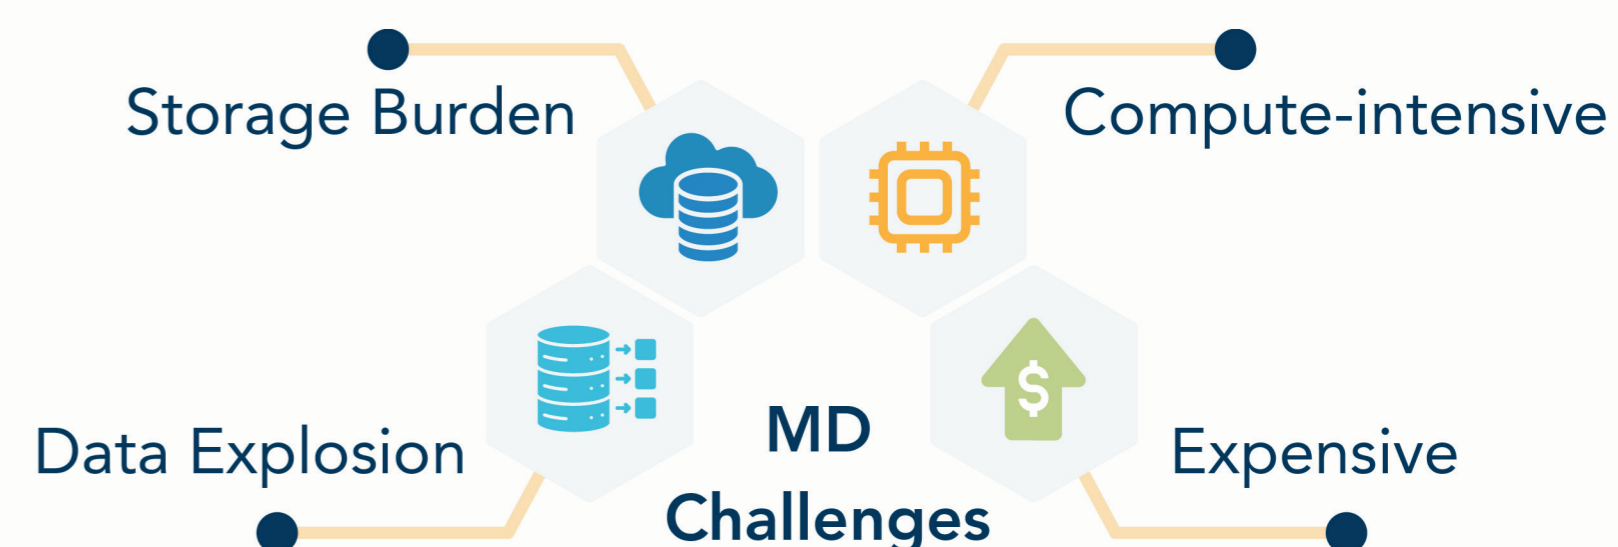 Storage Burden
Compute-intensive
Data Explosion
MD
Challenges
Expensive
$